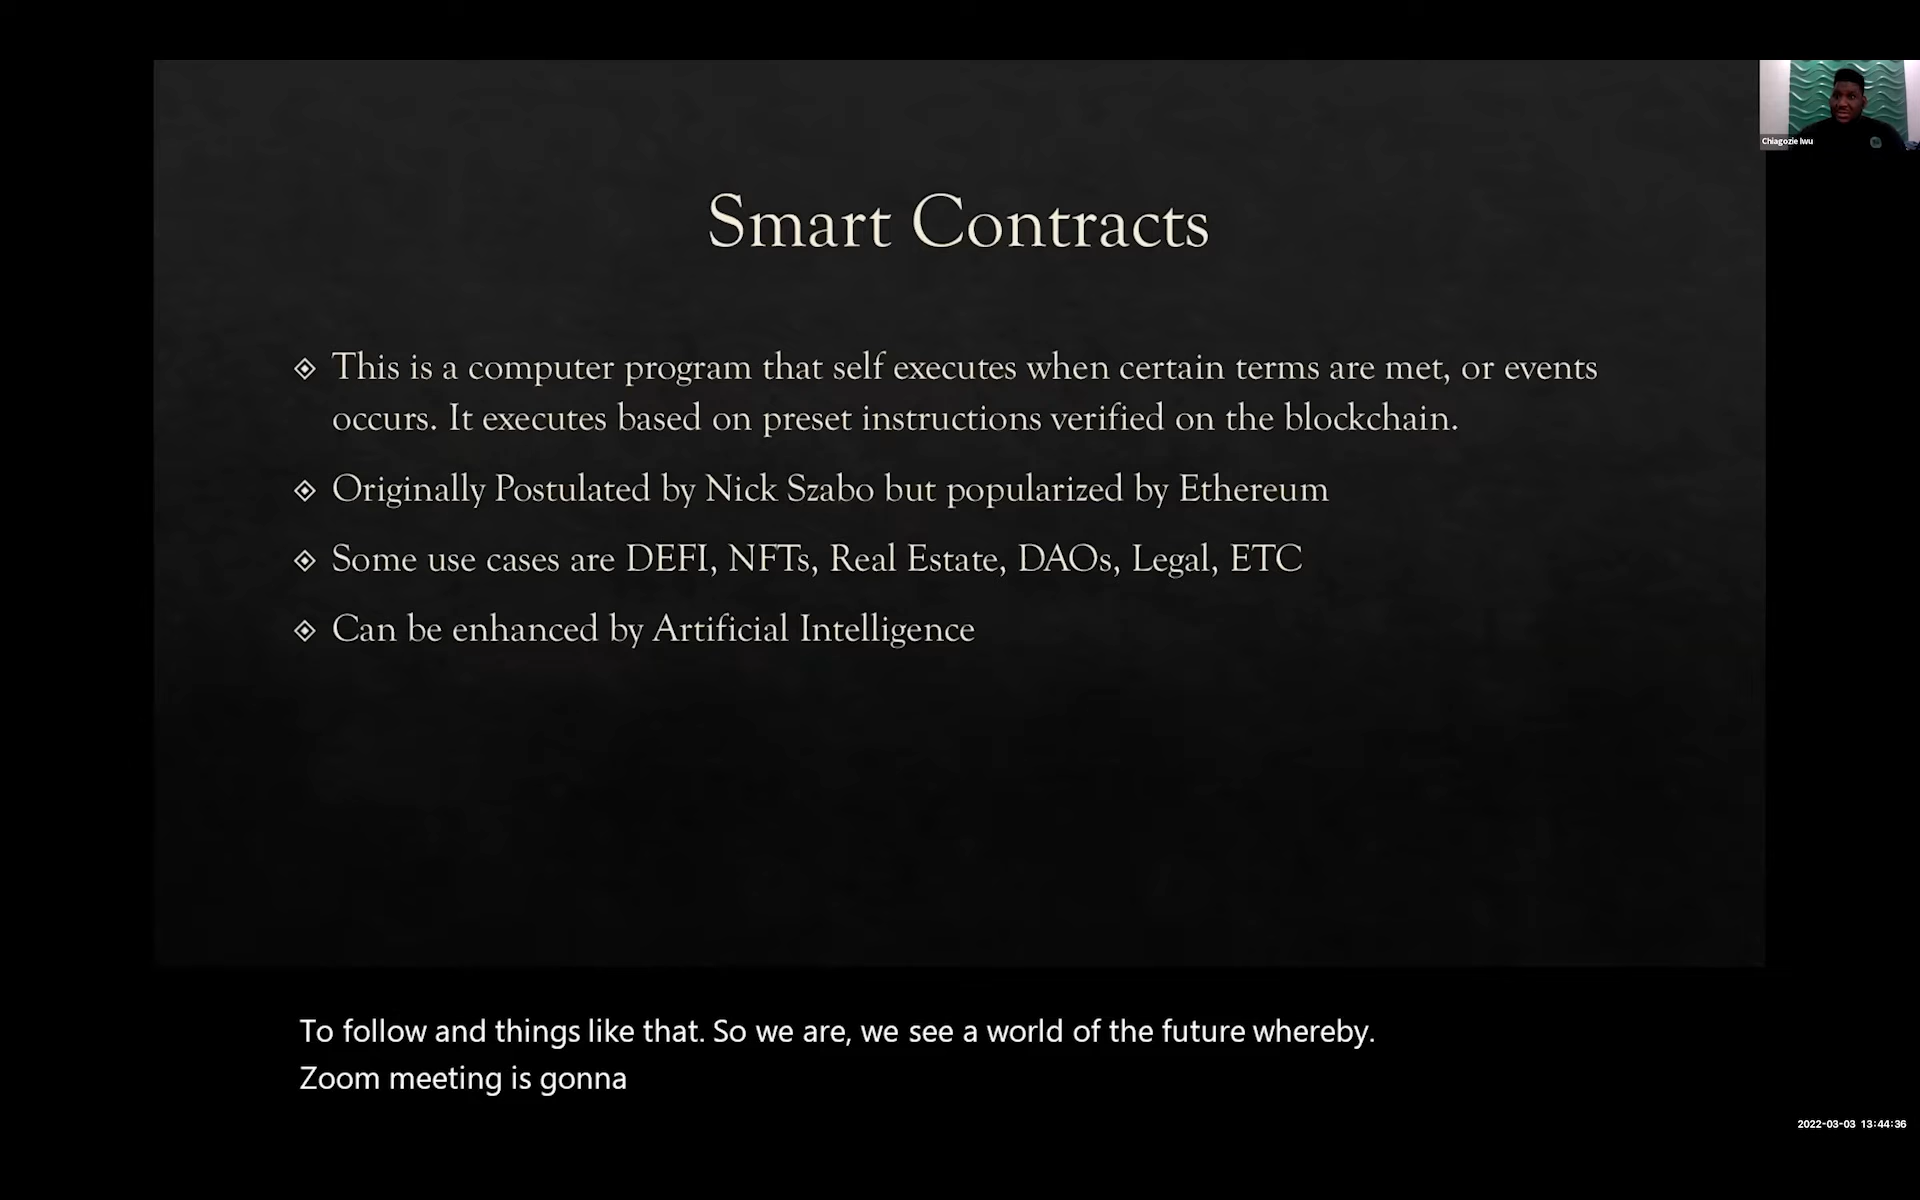 Smart Contracts
This is a computer program that self executes when certain terms are met, or events
occurs. It executes based on preset instructions verified on the blockchain.
Originally Postulated by Nick Szabo but popularized by Ethereum
Some use cases are DEFI, NFTs, Real Estate, DAOs, Legal, ETC
Can be enhanced by Artificial Intelligence
Chiagozie Iwu
To follow and things like that. So we are, we see a world of the future whereby.
Zoom meeting is gonna
2022-03-03 13:44:36